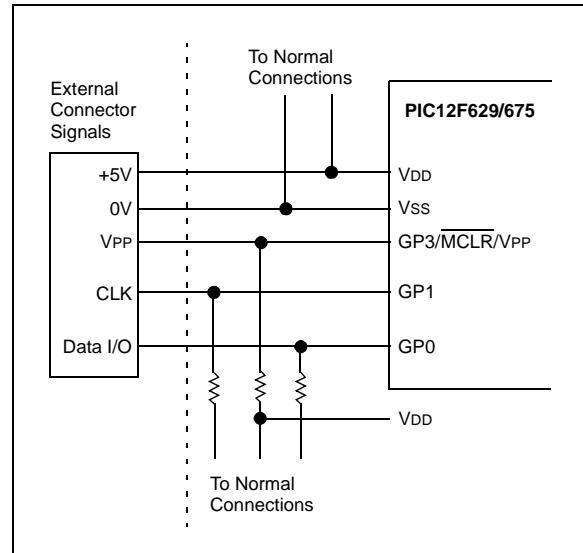 To Normal
Connections
External
Connector
Signals
PIC12F629/675
+5V
VDD
0V
VSS
VPP
GP3/MCLR/VPP
CLK
GP1
Data I/O
GP0
VDD
To Normal
Connections